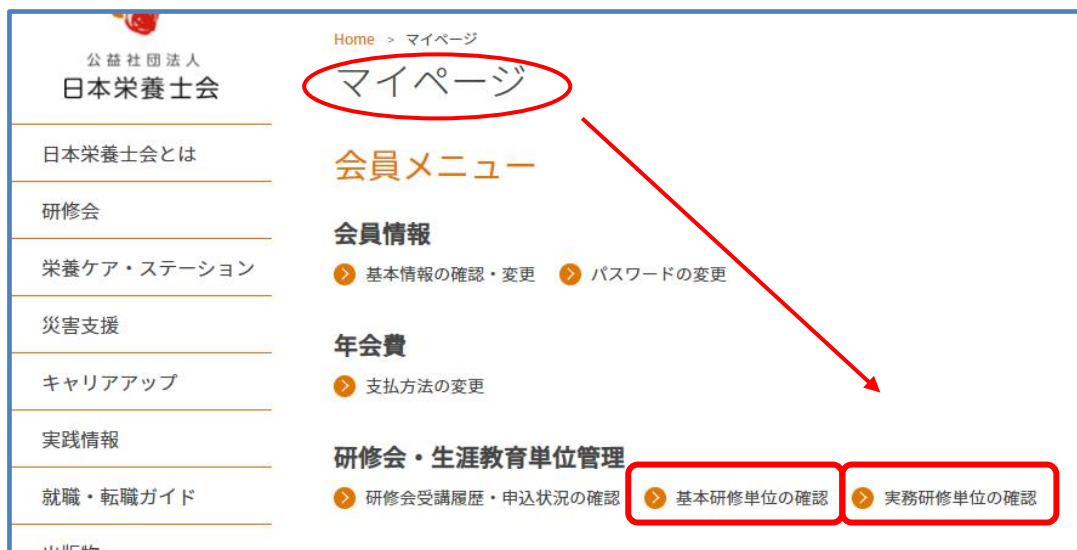 公益社団法人
日本栄養士会
日本栄養士会とは
研修会
栄養ケア・ステーション
災害支援
キャリアアップ
実践情報
就職・転職ガイド
Home > マイページ
マイページ
会員メニュー
会員情報
基本情報の確認・変更 パスワードの変更
年会費
支払方法の変更
研修会・生涯教育単位管理
研修会受講履歴・申込状況の確認 基本研修単位の確認 実務研修単位の確認